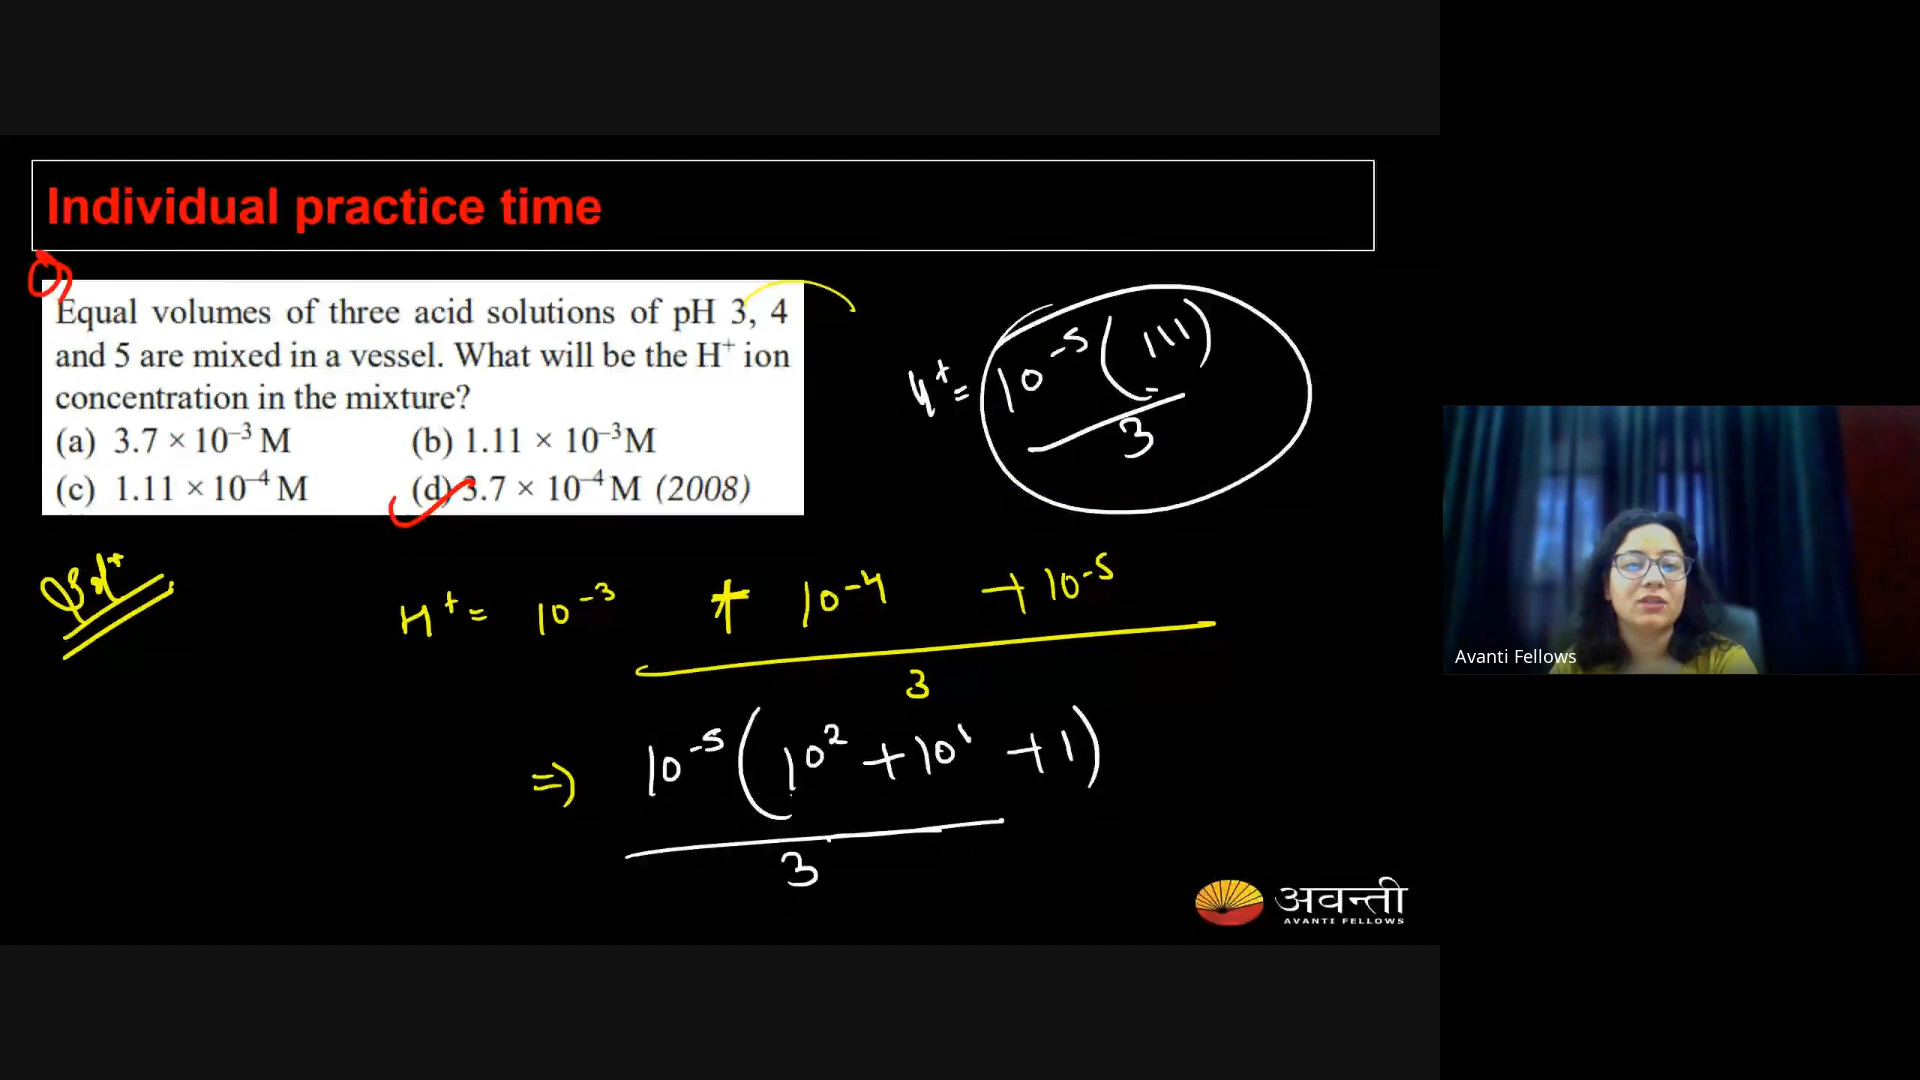 Individual practice time
Q)
Equal volumes of three acid solutions of pH 3, 4
and 5 are mixed in a vessel. What will be the H⁺ ion
concentration in the mixture?
(a) 3.7 × 10⁻³ M (b) 1.11 × 10⁻³ M
(c) 1.11 × 10⁻⁴ M (d) 3.7 × 10⁻⁴ M (2008)
H⁺ = 10⁻⁵ (111)
3
Sol⁺
H⁺ = 10⁻³ + 10⁻⁴ + 10⁻⁵
3
⇒ 10⁻⁵ (10² + 10¹ + 1)
3
अवन्ती
AVANTI FELLOWS
Avanti Fellows